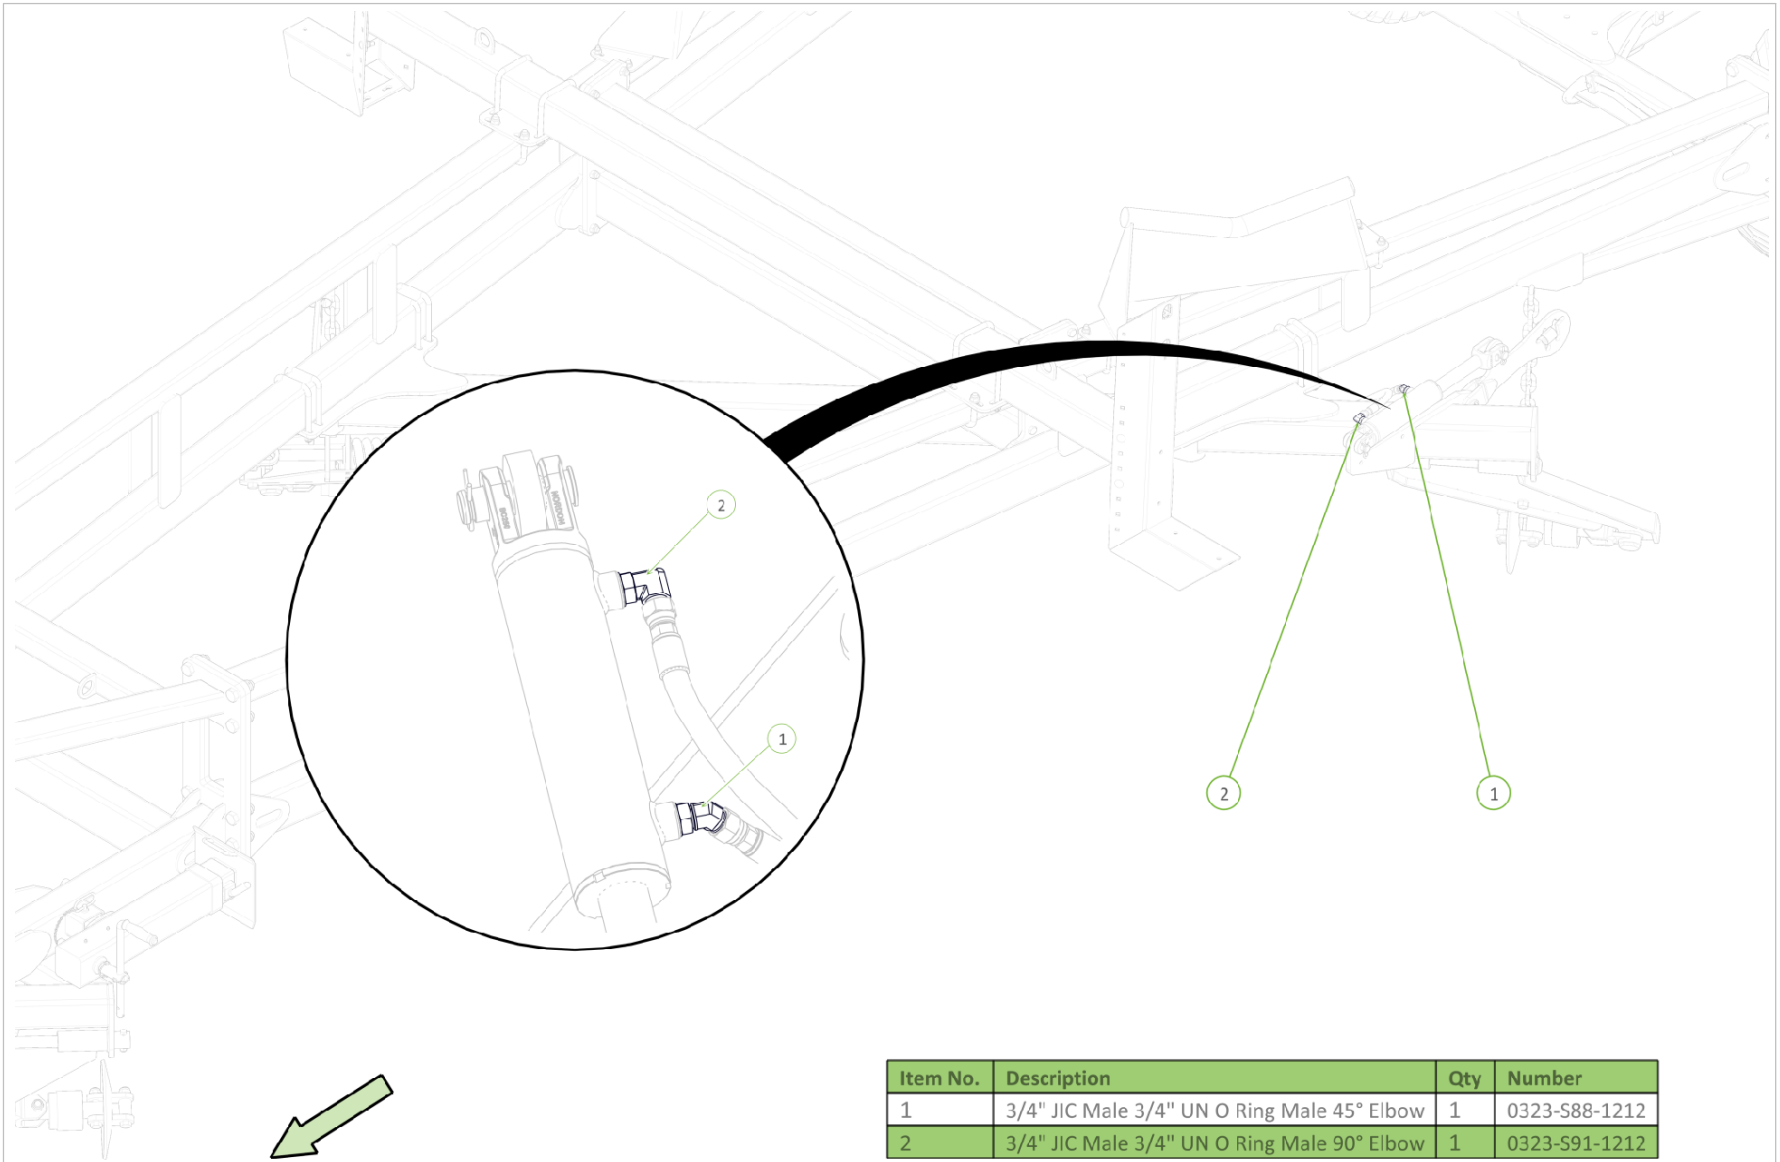 2
1
2
1
Item No. Description Qty Number
1 3/4" JIC Male 3/4" UN O Ring Male 45° Elbow 1 0323-S88-1212
2 3/4" JIC Male 3/4" UN O Ring Male 90° Elbow 1 0323-S91-1212